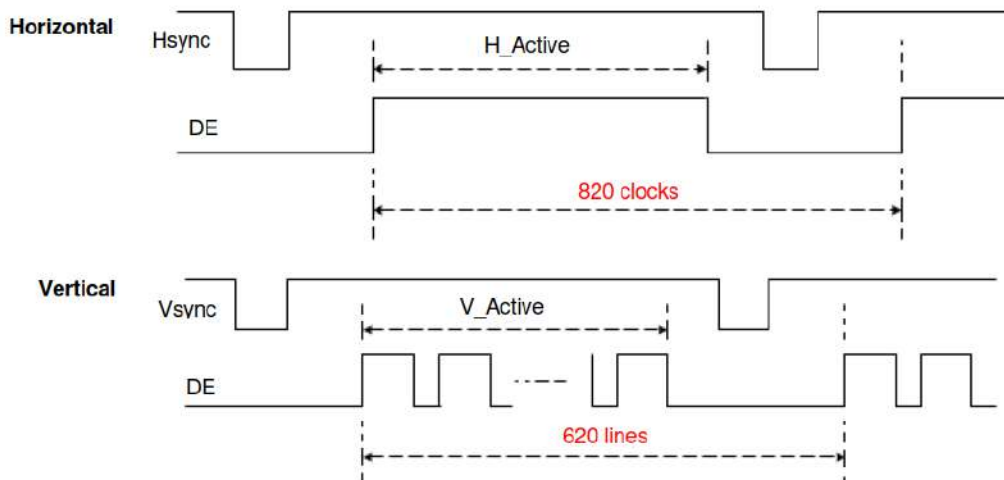 Horizontal
Hsync
H_Active
DE
820 clocks
Vertical
Vsync
V_Active
DE
620 lines